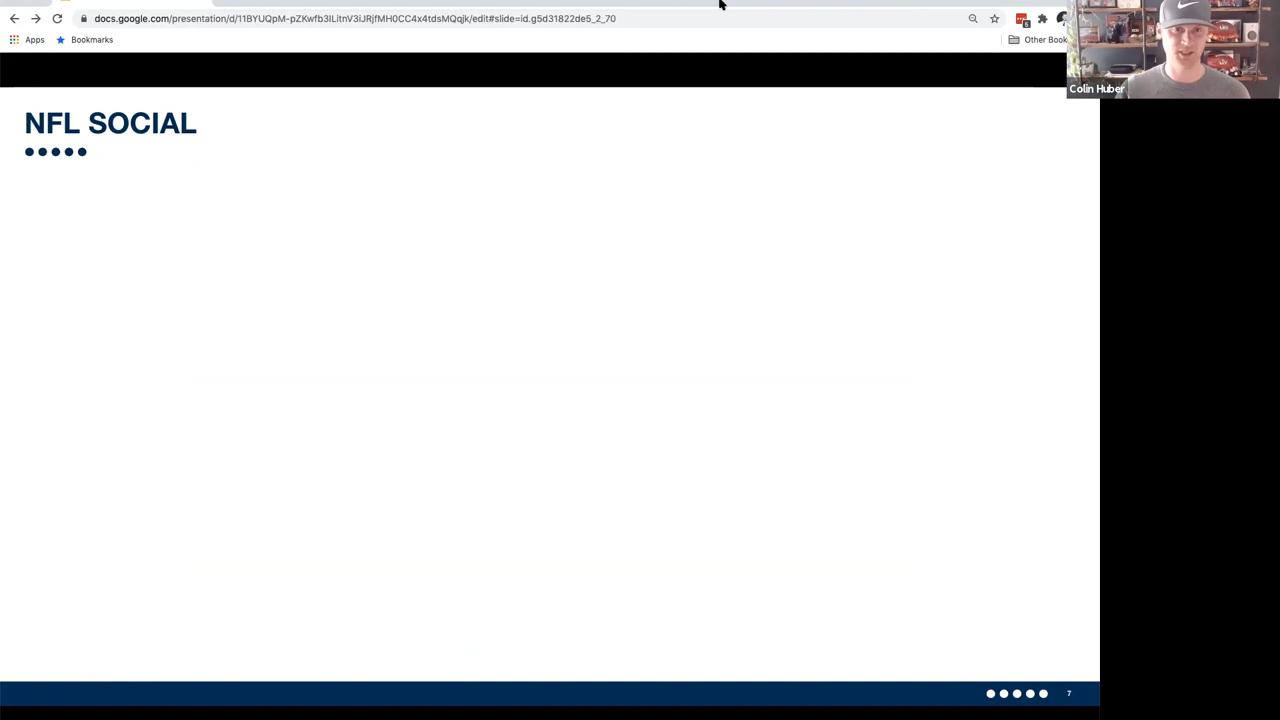 docs.google.com/presentation/d/11BYUQpM-pZKwfb3ILitnV3iJRjfMH0CC4x4tdsMQqjk/edit#slide=id.g5d31822de5_2_70
Apps
Bookmarks
Other Book
Colin Huber
NFL SOCIAL
7